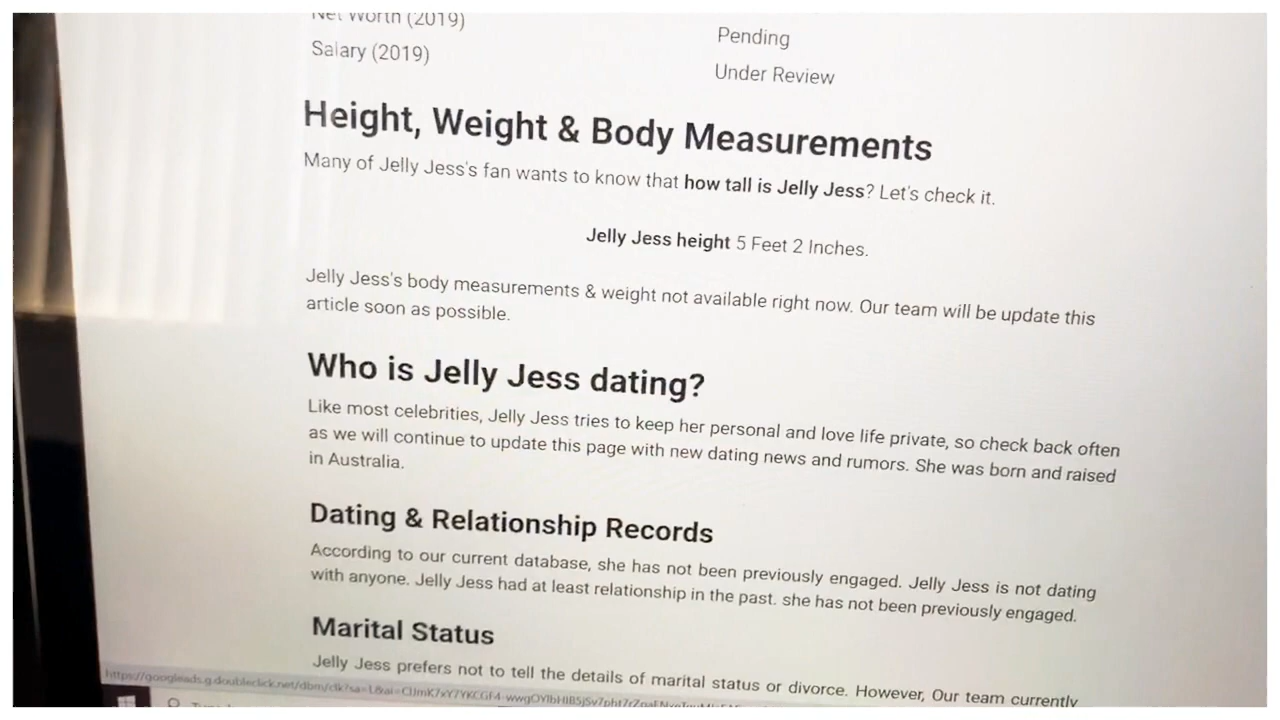 Net Worth (2019)
Pending
Salary (2019)
Under Review
Height, Weight & Body Measurements
Many of Jelly Jess's fan wants to know that how tall is Jelly Jess? Let's check it.
Jelly Jess height 5 Feet 2 Inches.
Jelly Jess's body measurements & weight not available right now. Our team will be update this
article soon as possible.
Who is Jelly Jess dating?
Like most celebrities, Jelly Jess tries to keep her personal and love life private, so check back often
as we will continue to update this page with new dating news and rumors. She was born and raised
in Australia.
Dating & Relationship Records
According to our current database, she has not been previously engaged. Jelly Jess is not dating
with anyone. Jelly Jess had at least relationship in the past. she has not been previously engaged.
Marital Status
Jelly Jess prefers not to tell the details of marital status or divorce. However, Our team currently